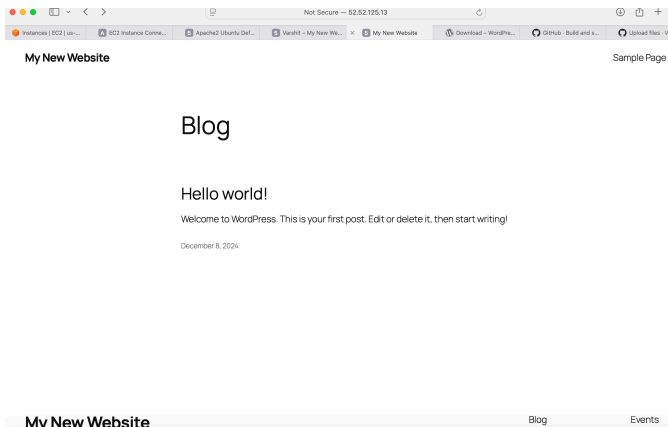 Not Secure — 52.52.125.13
Instances | EC2 | us-...
EC2 Instance Conne...
Apache2 Ubuntu Def...
Varshit – My New We...
My New Website
Download – WordPre...
GitHub · Build and s...
Upload files · V
My New Website
Sample Page
Blog
Hello world!
Welcome to WordPress. This is your first post. Edit or delete it, then start writing!
December 8, 2024
My New Website
Blog
Events